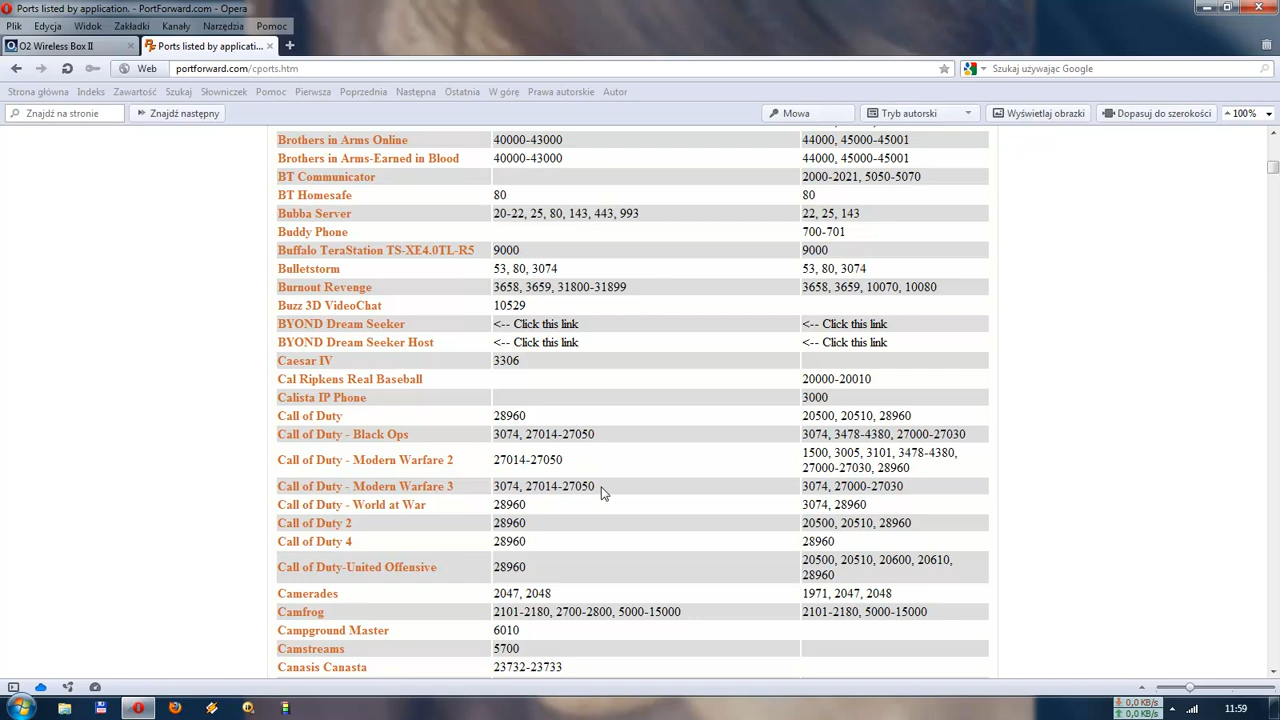 Ports listed by application. - PortForward.com - Opera
Plik Edycja Widok Zakładki Kanały Narzędzia Pomoc
O2 Wireless Box II Ports listed by applicati...
Web portforward.com/cports.htm Szukaj używając Google
Strona główna Indeks Zawartość Szukaj Słowniczek Pomoc Pierwsza Poprzednia Następna Ostatnia W górę Prawa autorskie Autor
Znajdź na stronie Znajdź następny Mowa Tryb autorski Wyświetlaj obrazki Dopasuj do szerokości 100%
Brothers in Arms Online 40000-43000 44000, 45000-45001
Brothers in Arms-Earned in Blood 40000-43000 44000, 45000-45001
BT Communicator 2000-2021, 5050-5070
BT Homesafe 80 80
Bubba Server 20-22, 25, 80, 143, 443, 993 22, 25, 143
Buddy Phone 700-701
Buffalo TeraStation TS-XE4.0TL-R5 9000 9000
Bulletstorm 53, 80, 3074 53, 80, 3074
Burnout Revenge 3658, 3659, 31800-31899 3658, 3659, 10070, 10080
Buzz 3D VideoChat 10529
BYOND Dream Seeker <-- Click this link <-- Click this link
BYOND Dream Seeker Host <-- Click this link <-- Click this link
Caesar IV 3306
Cal Ripkens Real Baseball 20000-20010
Calista IP Phone 3000
Call of Duty 28960 20500, 20510, 28960
Call of Duty - Black Ops 3074, 27014-27050 3074, 3478-4380, 27000-27030
Call of Duty - Modern Warfare 2 27014-27050 1500, 3005, 3101, 3478-4380,
27000-27030, 28960
Call of Duty - Modern Warfare 3 3074, 27014-27050 3074, 27000-27030
Call of Duty - World at War 28960 3074, 28960
Call of Duty 2 28960 20500, 20510, 28960
Call of Duty 4 28960 28960
Call of Duty-United Offensive 28960 20500, 20510, 20600, 20610,
28960
Camerades 2047, 2048 1971, 2047, 2048
Camfrog 2101-2180, 2700-2800, 5000-15000 2101-2180, 5000-15000
Campground Master 6010
Camstreams 5700
Canasis Canasta 23732-23733
0,0 KB/s
0,0 KB/s
11:59